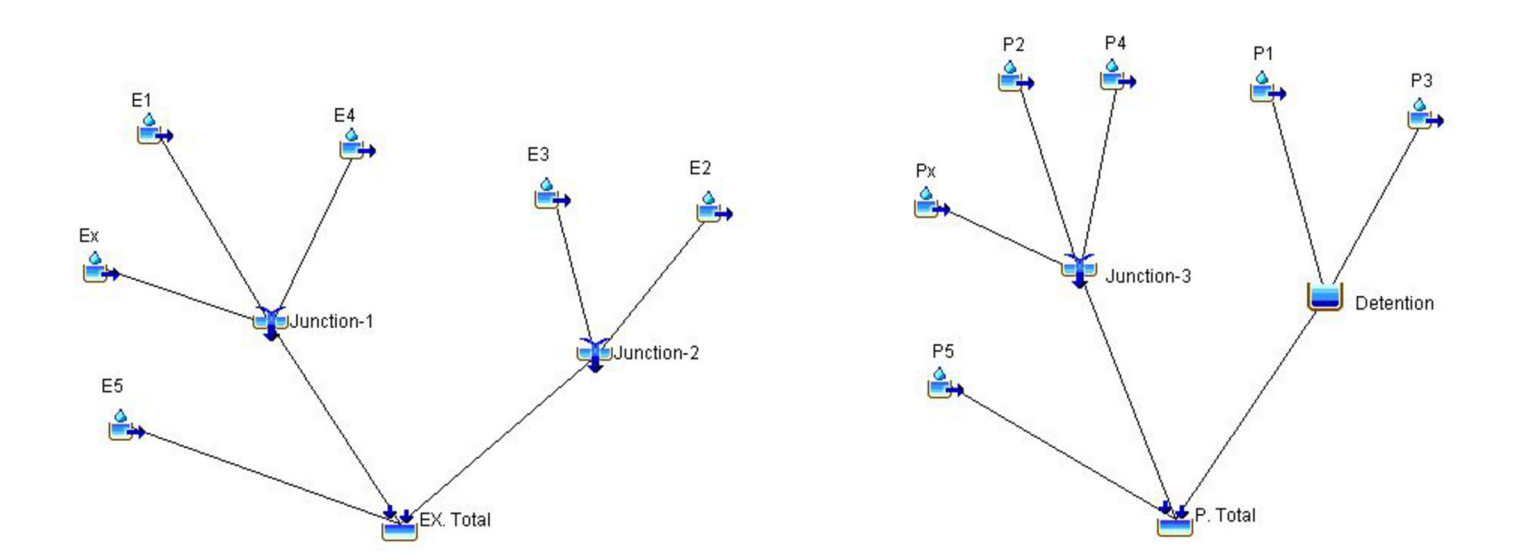 E1
E4
E3
E2
Ex
Junction-1
Junction-2
E5
EX. Total
P2
P4
P1
P3
Px
Junction-3
Detention
P5
P. Total